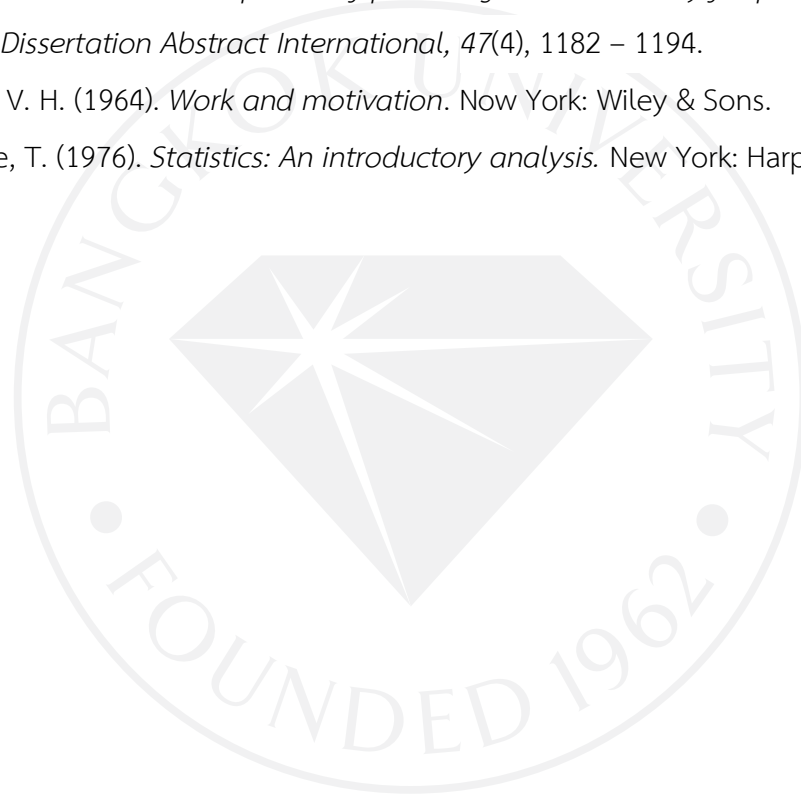 Dissertation Abstract International, 47(4), 1182 – 1194.
V. H. (1964). Work and motivation. Now York: Wiley & Sons.
T. (1976). Statistics: An introductory analysis. New York:
BANGKOK UNIVERSITY
FOUNDED 1962